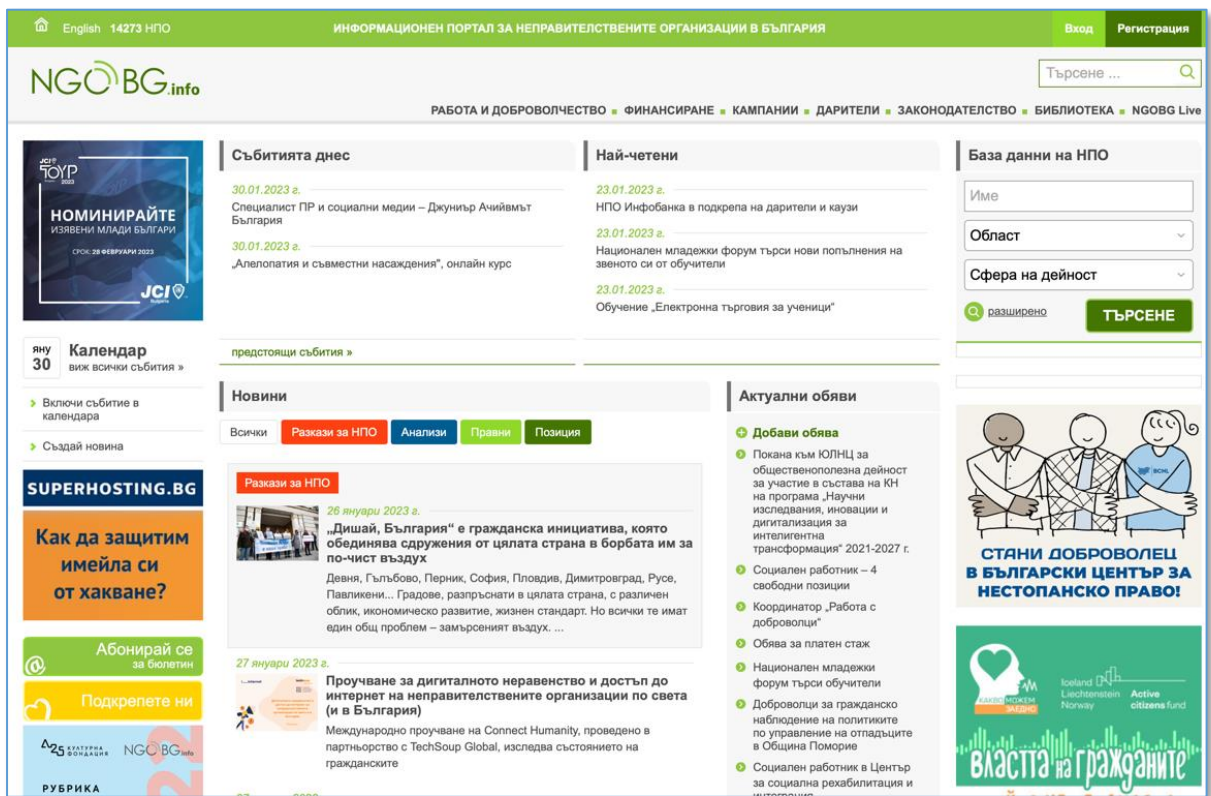 English 14273 НПО
ИНФОРМАЦИОНЕН ПОРТАЛ ЗА НЕПРАВИТЕЛСТВЕНИТЕ ОРГАНИЗАЦИИ В БЪЛГАРИЯ
Вход
Регистрация
NGOBG.info
Търсене ...
РАБОТА И ДОБРОВОЛЧЕСТВО
ФИНАНСИРАНЕ
КАМПАНИИ
ДАРИТЕЛИ
ЗАКОНОДАТЕЛСТВО
БИБЛИОТЕКА
NGOBG Live
JCI
TOYP
2023
НОМИНИРАЙТЕ
ИЗЯВЕНИ МЛАДИ БЪЛГАРИ
СРОК: 28 ФЕВРУАРИ 2023
JCI
яну
30
Календар
виж всички събития »
Включи събитие в
календара
Създай новина
SUPERHOSTING.BG
Как да защитим
имейла си
от хакване?
Абонирай се
за бюлетин
Подкрепете ни
A25 КУЛТУРНА
ФОНДАЦИЯ
NGOBG.info
РУБРИКА
Събитията днес
30.01.2023 г.
Специалист ПР и социални медии – Джуниър Ачийвмът
България
30.01.2023 г.
„Алелопатия и съвместни насаждения", онлайн курс
предстоящи събития »
Най-четени
23.01.2023 г.
НПО Инфобанка в подкрепа на дарители и каузи
23.01.2023 г.
Национален младежки форум търси нови попълнения на
звеното си от обучители
23.01.2023 г.
Обучение „Електронна търговия за ученици“
Новини
Всички
Разкази за НПО
Анализи
Правни
Позиция
Разкази за НПО
26 януари 2023 г.
„Дишай, България“ е гражданска инициатива, която
обединява сдружения от цялата страна в борбата им за
по-чист въздух
Девня, Гълъбово, Перник, София, Пловдив, Димитровград, Русе,
Павликени... Градове, разпръснати в цялата страна, с различен
облик, икономическо развитие, жизнен стандарт. Но всички те имат
един общ проблем – замърсеният въздух. ...
27 януари 2023 г.
Проучване за дигиталното неравенство и достъп до
интернет на неправителствените организации по света
(и в България)
Международно проучване на Connect Humanity, проведено в
партньорство с TechSoup Global, изследва състоянието на
гражданските
Актуални обяви
Добави обява
Покана към ЮЛНЦ за
общественополезна дейност
за участие в състава на КН
на програма „Научни
изследвания, иновации и
дигитализация за
интелигентна
трансформация“ 2021-2027 г.
Социален работник – 4
свободни позиции
Координатор „Работа с
доброволци“
Обява за платен стаж
Национален младежки
форум търси обучители
Доброволци за гражданско
наблюдение на политиките
по управление на отпадъците
в Община Поморие
Социален работник в Център
за социална рехабилитация и
интеграция
База данни на НПО
Име
Област
Сфера на дейност
разширено
ТЪРСЕНЕ
BCNL
СТАНИ ДОБРОВОЛЕЦ
В БЪЛГАРСКИ ЦЕНТЪР ЗА
НЕСТОПАНСКО ПРАВО!
КАКВО МОЖЕМ
ЗАЕДНО
Iceland
Liechtenstein
Norway
Active
citizens fund
ВЛАСТТА на ГРАЖДАНИТЕ